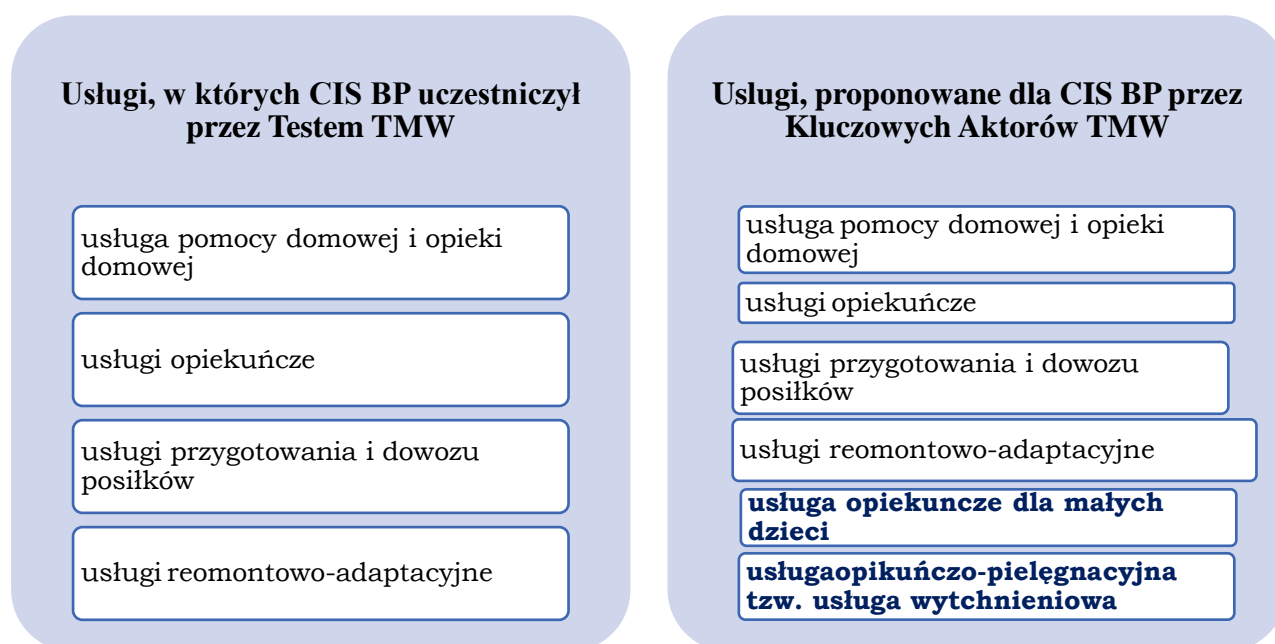 Usługi, w których CIS BP uczestniczył
przez Testem TMW
usługa pomocy domowej i opieki
domowej
usługi opiekuńcze
usługi przygotowania i dowozu
posiłków
usługi reomontowo-adaptacyjne
Uslugi, proponowane dla CIS BP przez
Kluczowych Aktorów TMW
usługa pomocy domowej i opieki
domowej
usługi opiekuńcze
usługi przygotowania i dowozu
posiłków
usługi reomontowo-adaptacyjne
usługa opiekuncze dla małych
dzieci
usługaopikuńczo-pielęgnacyjna
tzw. usługa wytchnieniowa